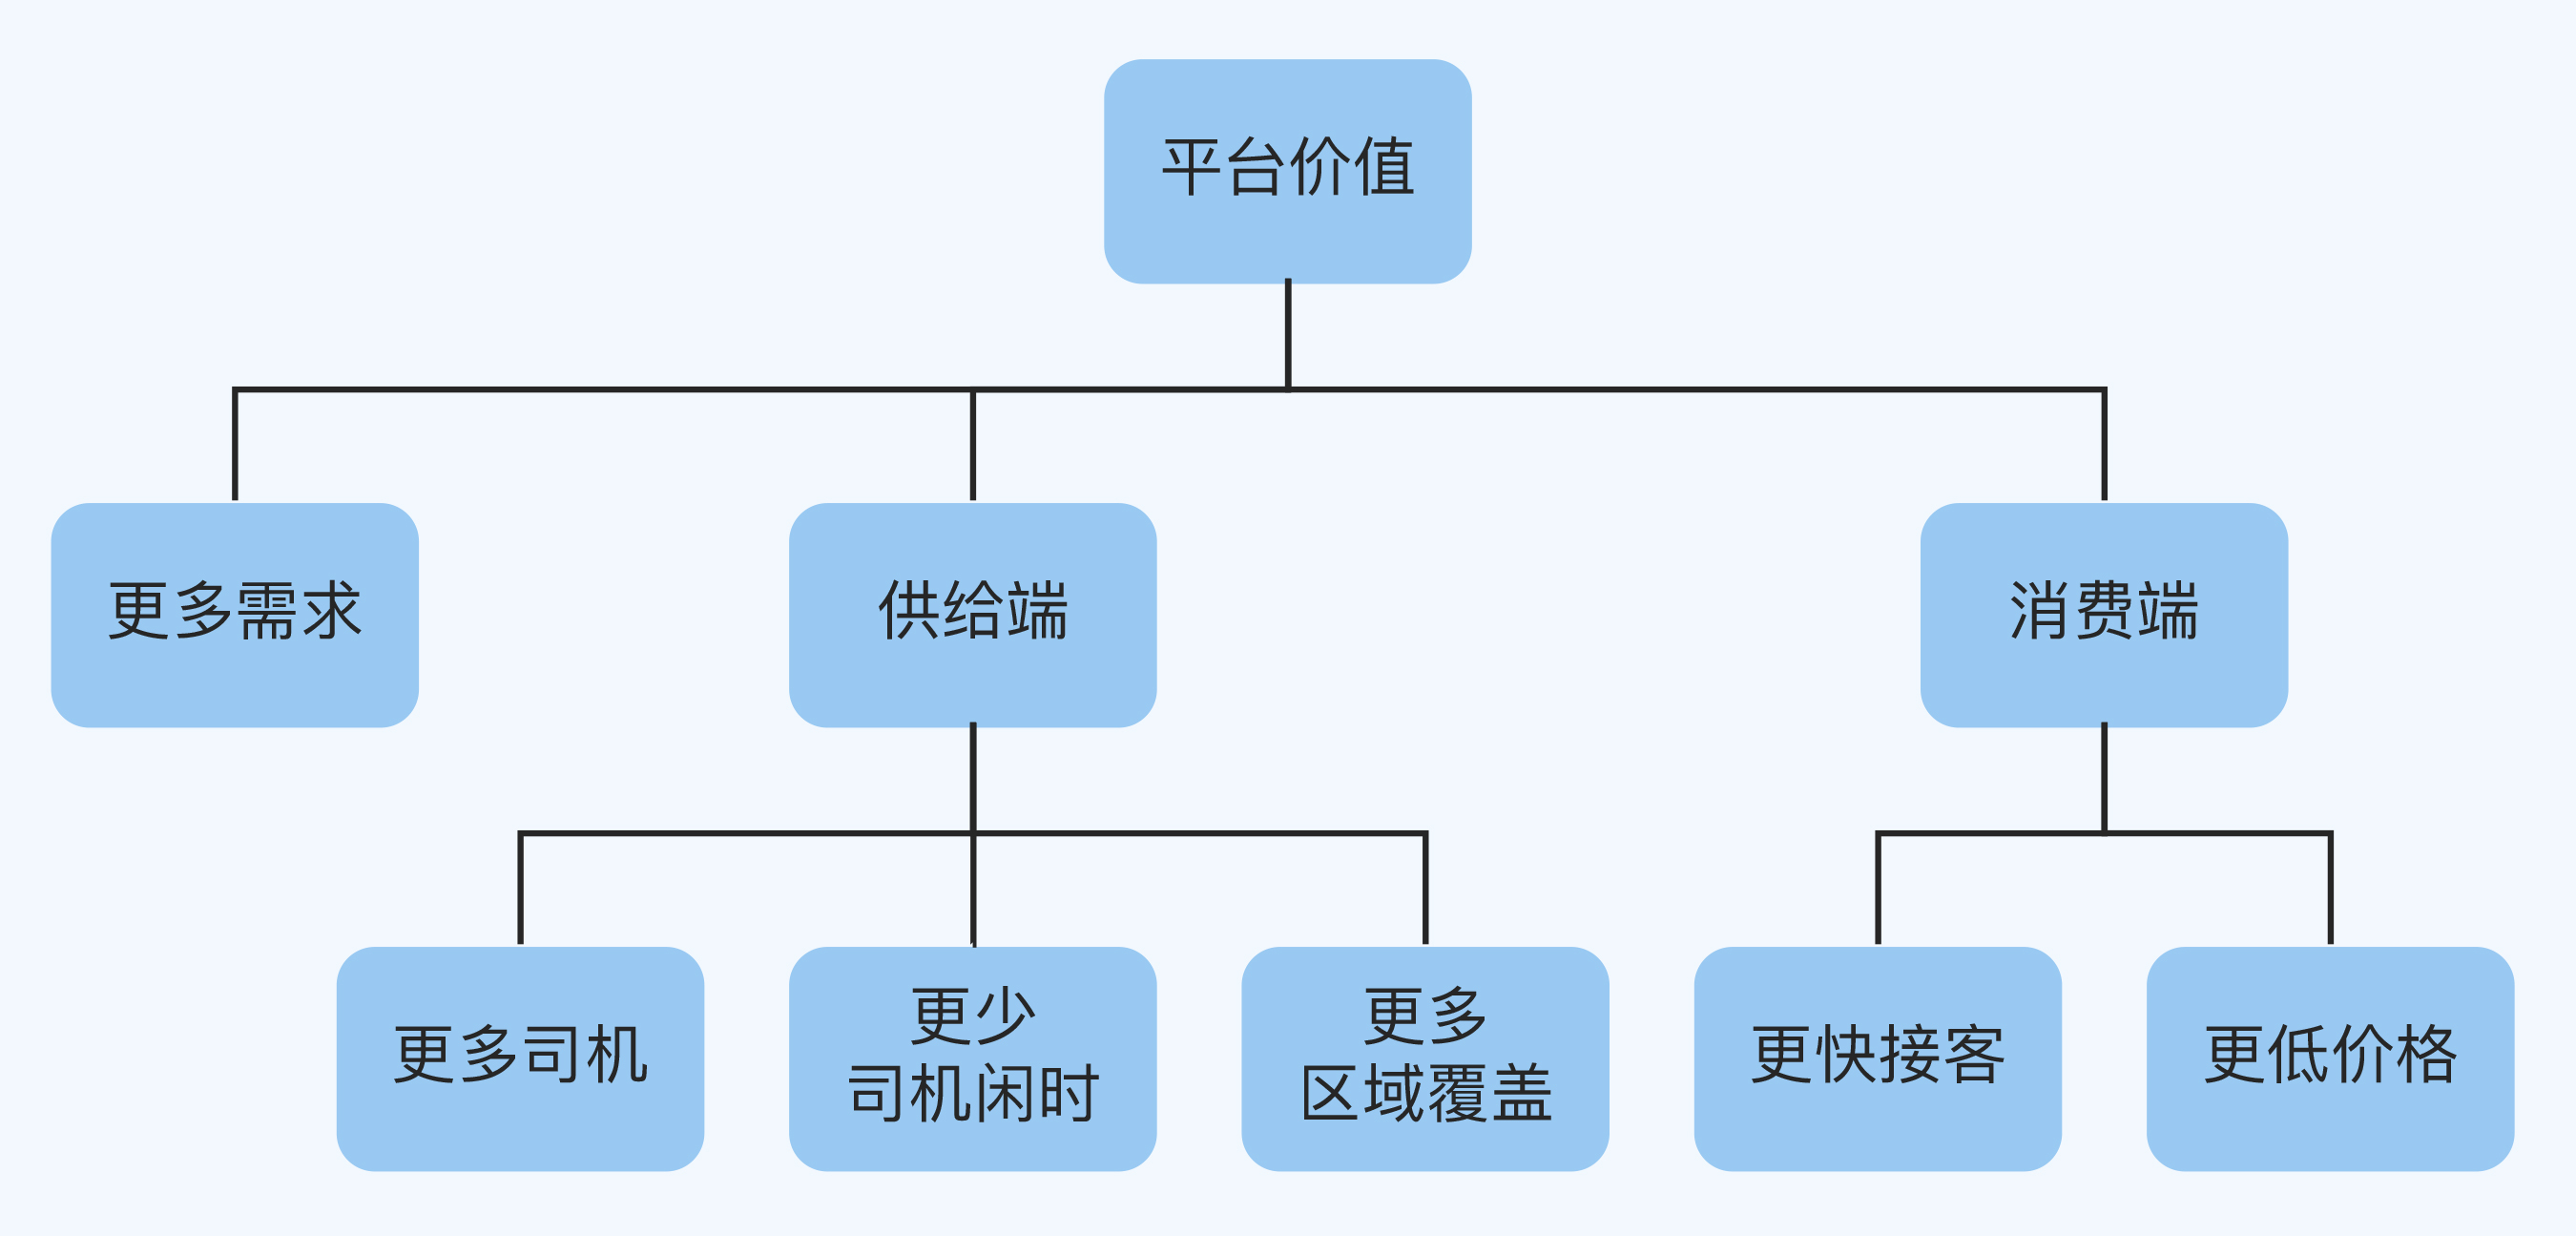 平台价值
更多需求
供给端
消费端
更多司机
更少
司机闲时
更多
区域覆盖
更快接客
更低价格